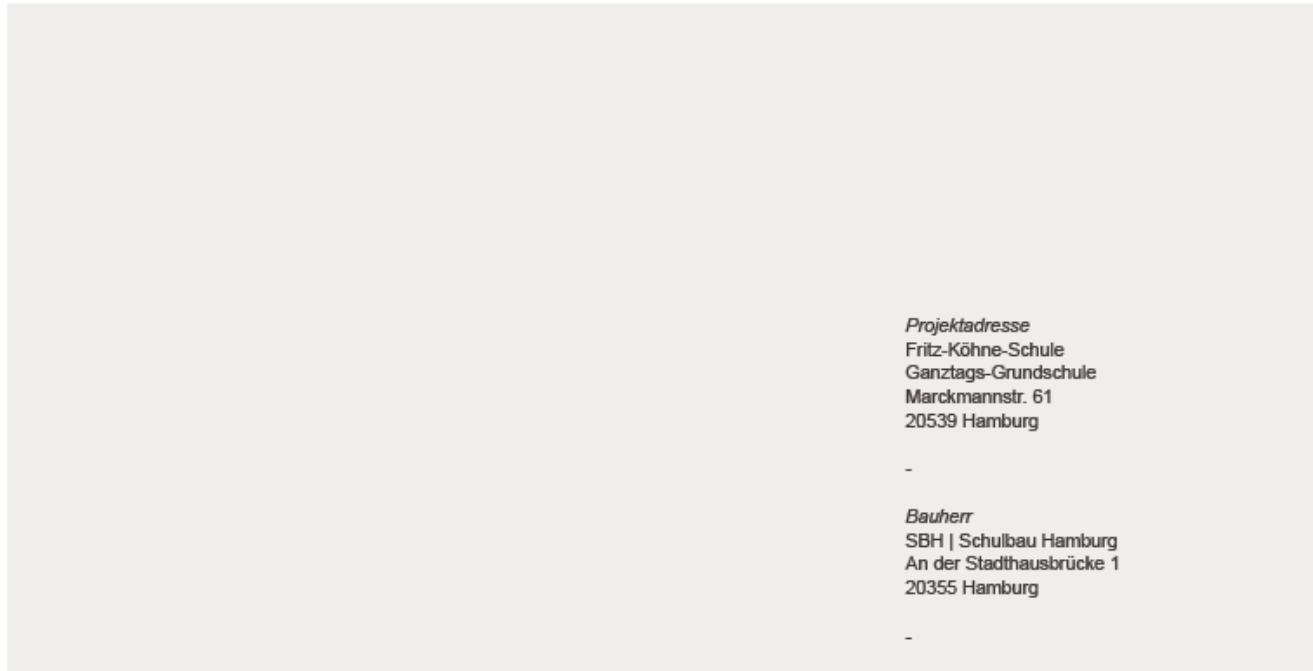 Projektadresse
Fritz-Köhne-Schule
Ganztags-Grundschule
Marckmannstr. 61
20539 Hamburg
-
Bauherr
SBH | Schulbau Hamburg
An der Stadthausbrücke 1
20355 Hamburg
-